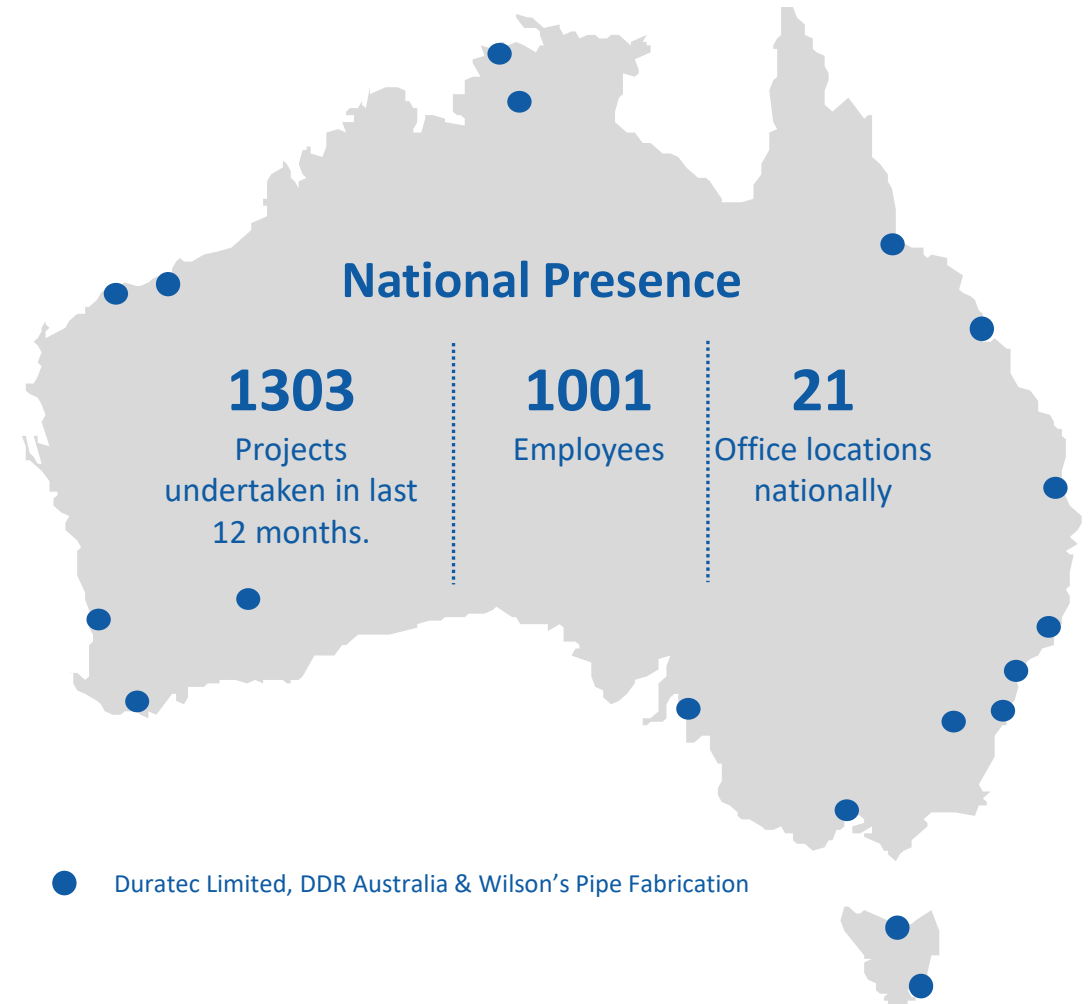 National Presence
1303
Projects
undertaken in last
12 months.
1001
Employees
21
Office locations
nationally
Duratec Limited, DDR Australia & Wilson’s Pipe Fabrication